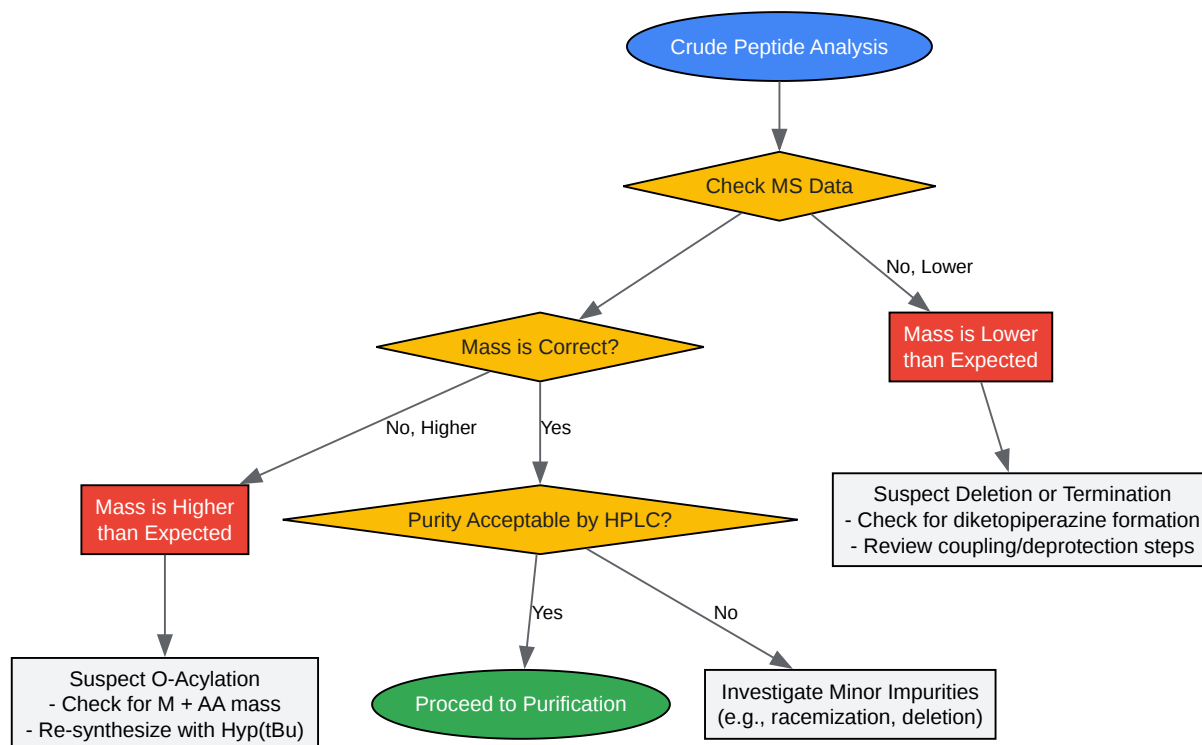 Crude Peptide Analysis
Check MS Data
No, Lower
Mass is Correct?
Mass is Lower
than Expected
No, Higher
Yes
Mass is Higher
than Expected
Purity Acceptable by HPLC?
Suspect Deletion or Termination
- Check for diketopiperazine formation
- Review coupling/deprotection steps
Yes
No
Suspect O-Acylation
- Check for M + AA mass
- Re-synthesize with Hyp(tBu)
Proceed to Purification
Investigate Minor Impurities
(e.g., racemization, deletion)